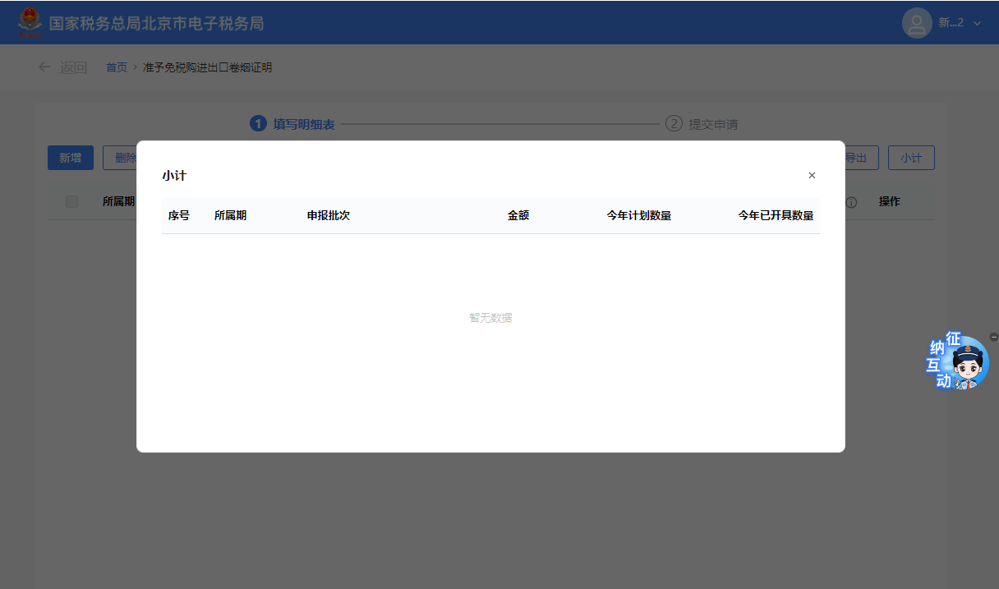 国家税务总局北京市电子税务局
新...2
返回 首页 › 准予免税购进出口卷烟证明
1 填写明细表 2 提交申请
新增 删除 导出 小计
所属期 操作
小计
序号 所属期 申报批次 金额 今年计划数量 今年已开具数量
暂无数据
征纳互动